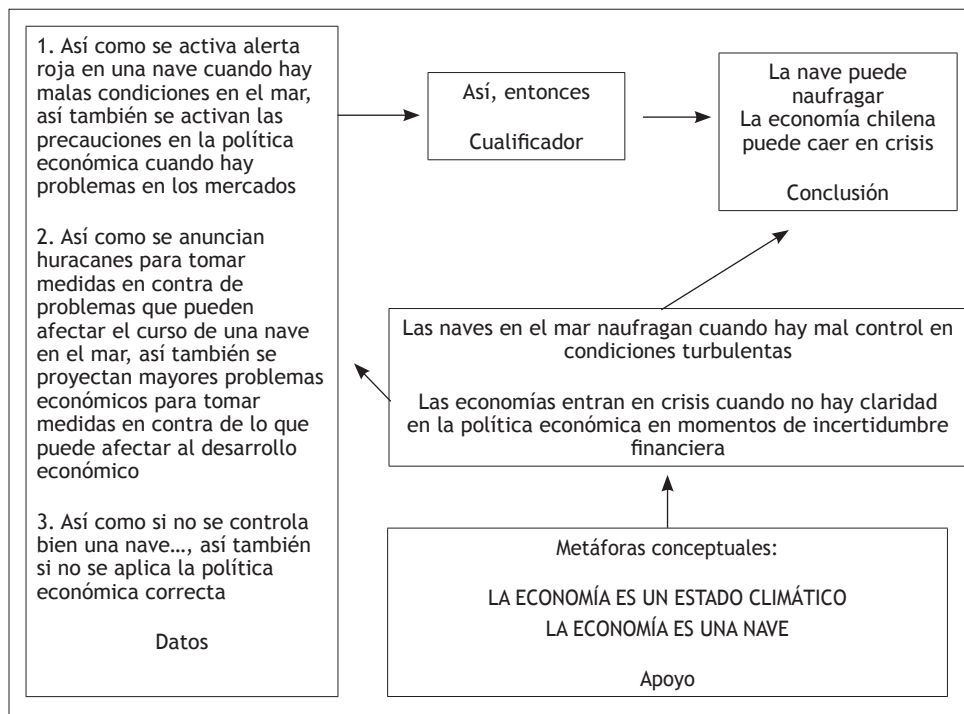 1. Así como se activa alerta
roja en una nave cuando hay
malas condiciones en el mar,
así también se activan las
precauciones en la política
económica cuando hay
problemas en los mercados
2. Así como se anuncian
huracanes para tomar
medidas en contra de
problemas que pueden
afectar el curso de una nave
en el mar, así también se
proyectan mayores problemas
económicos para tomar
medidas en contra de lo que
puede afectar al desarrollo
económico
3. Así como si no se controla
bien una nave..., así también
si no se aplica la política
económica correcta
Datos
Así, entonces
Cualificador
La nave puede
naufragar
La economía chilena
puede caer en crisis
Conclusión
Las naves en el mar naufragan cuando hay mal control en
condiciones turbulentas
Las economías entran en crisis cuando no hay claridad
en la política económica en momentos de incertidumbre
financiera
Metáforas conceptuales:
LA ECONOMÍA ES UN ESTADO CLIMÁTICO
LA ECONOMÍA ES UNA NAVE
Apoyo